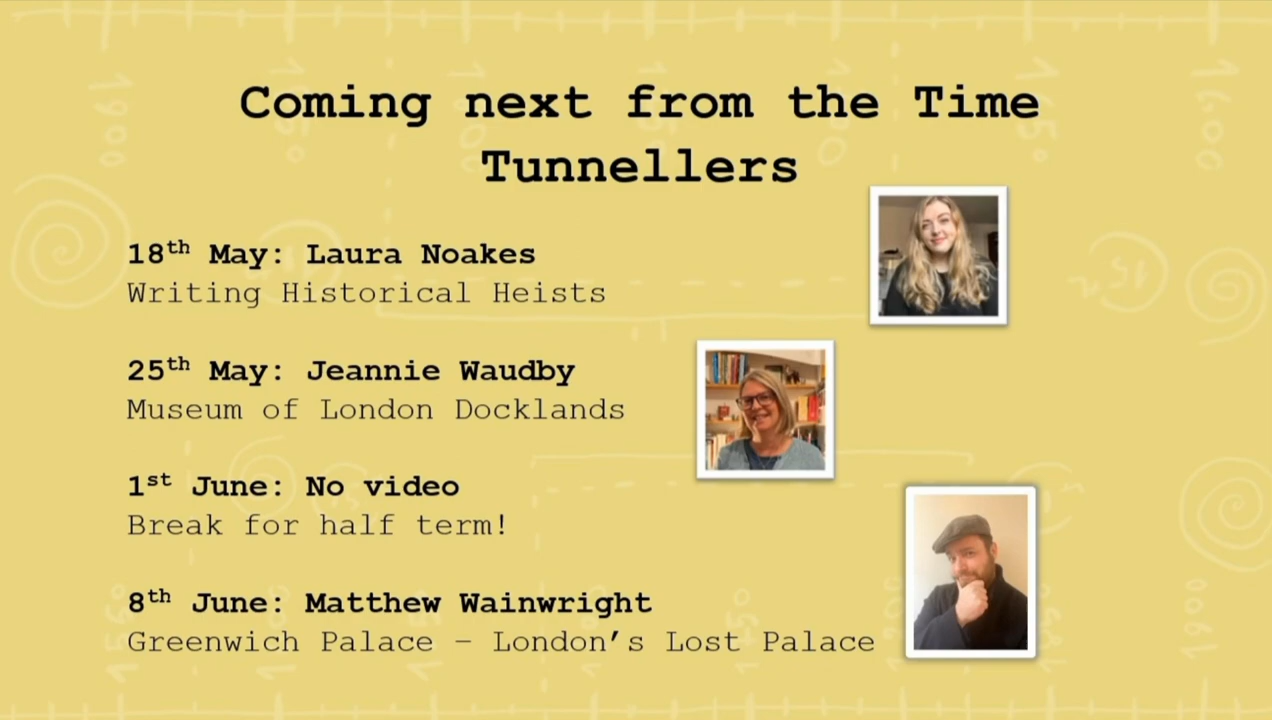 Coming next from the Time
Tunnellers
18th May: Laura Noakes
Writing Historical Heists
25th May: Jeannie Waudby
Museum of London Docklands
1st June: No video
Break for half term!
8th June: Matthew Wainwright
Greenwich Palace – London's Lost Palace